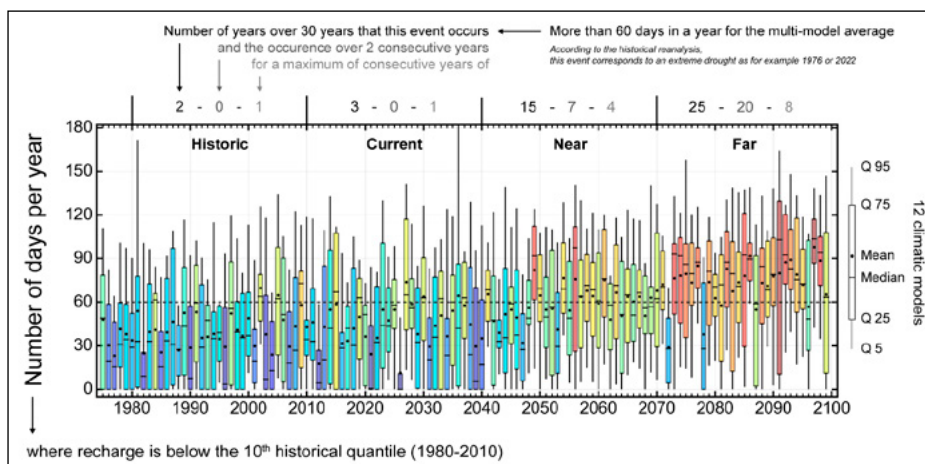 Number of years over 30 years that this event occurs
More than 60 days in a year for the multi-model average
and the occurence over 2 consecutive years
According to the historical reanalysis,
for a maximum of consecutive years of
this event corresponds to an extreme drought as for example 1976 or 2022
2 - 0 - 1
3 - 0 - 1
15 - 7 - 4
25 - 20 - 8
Historic
Current
Near
Far
Number of days per year
180
150
120
90
60
30
0
1980
1990
2000
2010
2020
2030
2040
2050
2060
2070
2080
2090
2100
Q 95
Q 75
Mean
Median
Q 25
Q 5
12 climatic models
where recharge is below the 10th historical quantile (1980-2010)